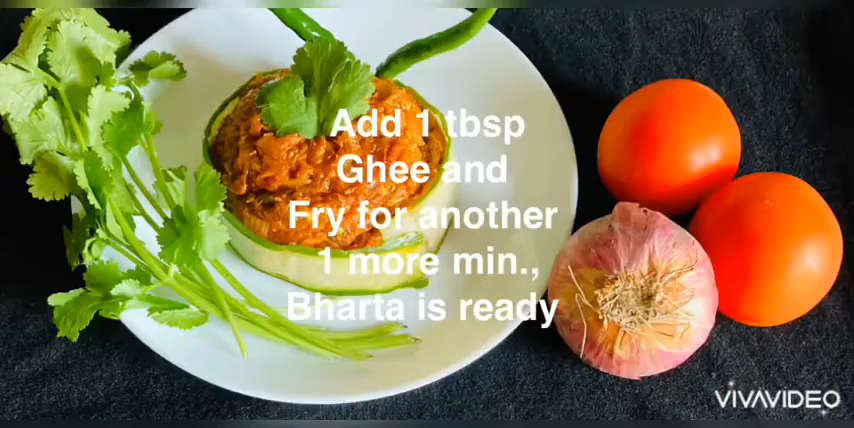 Add 1 tbsp
Ghee and
Fry for another
1 more min.,
Bharta is ready
VIVAVIDEO